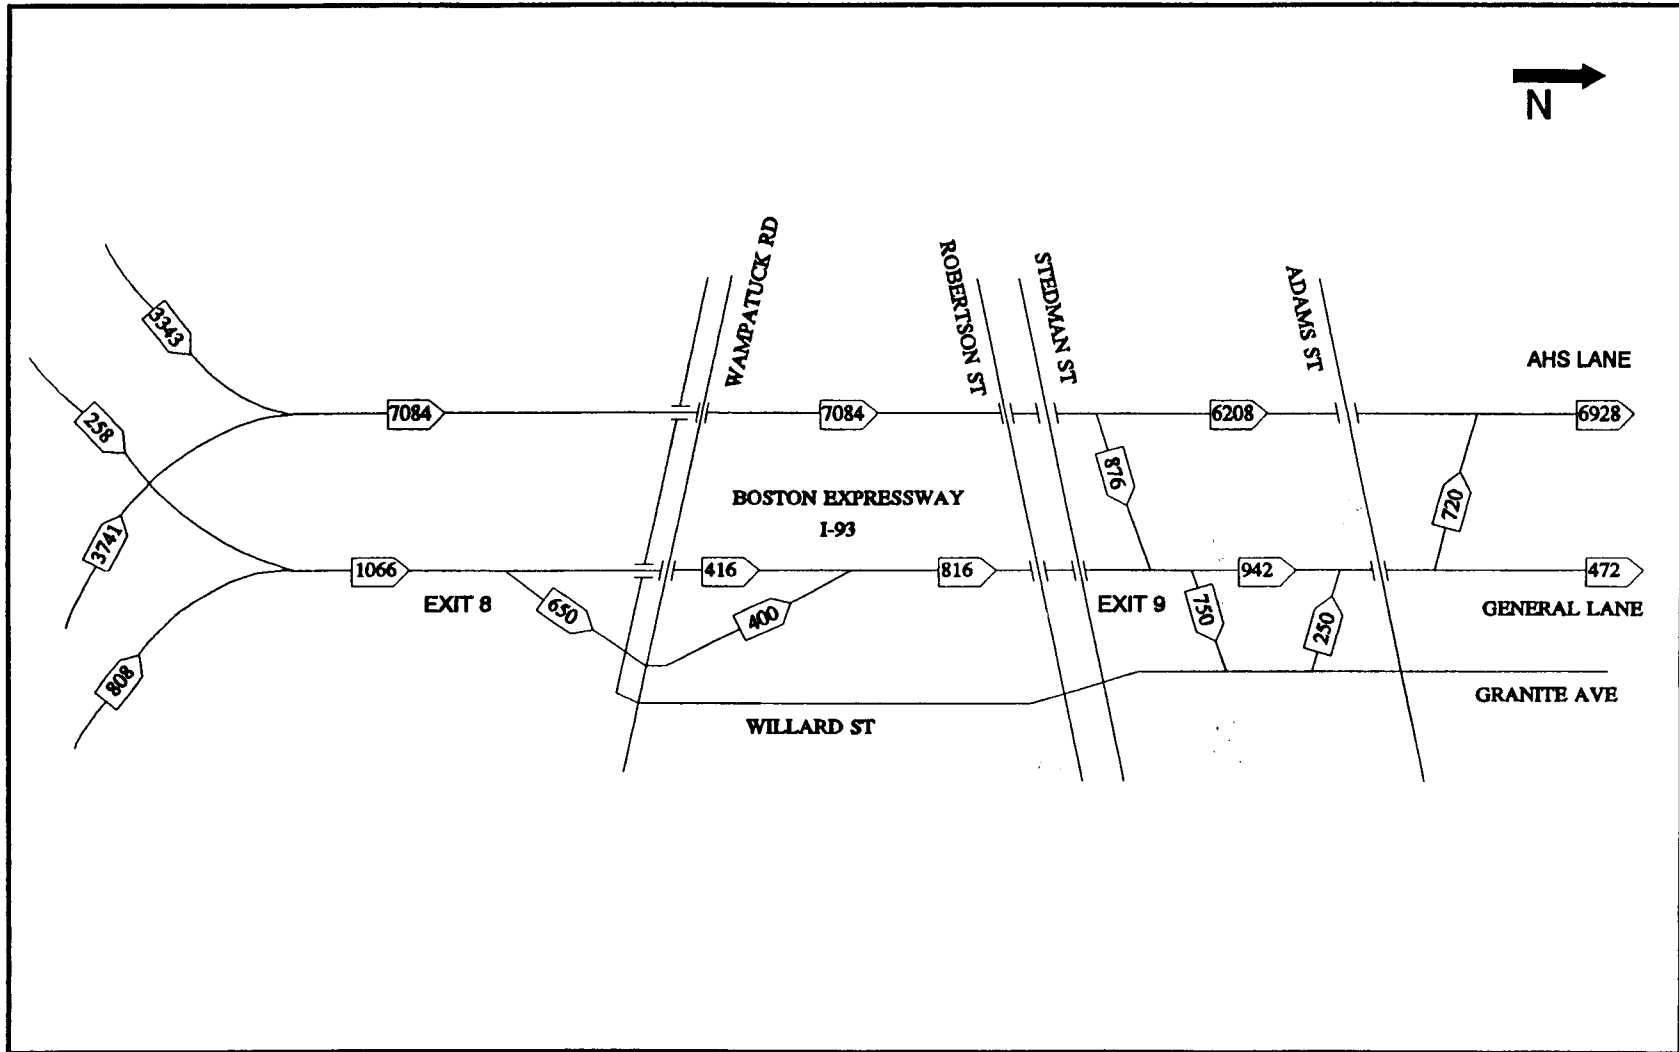 N
WAMPATUCK RD
ROBERTSON ST
STEDMAN ST
ADAMS ST
AHS LANE
3343
7084
7084
6208
6928
258
876
720
BOSTON EXPRESSWAY
I-93
3741
1066
416
816
942
472
EXIT 8
650
400
EXIT 9
750
250
GENERAL LANE
808
GRANITE AVE
WILLARD ST